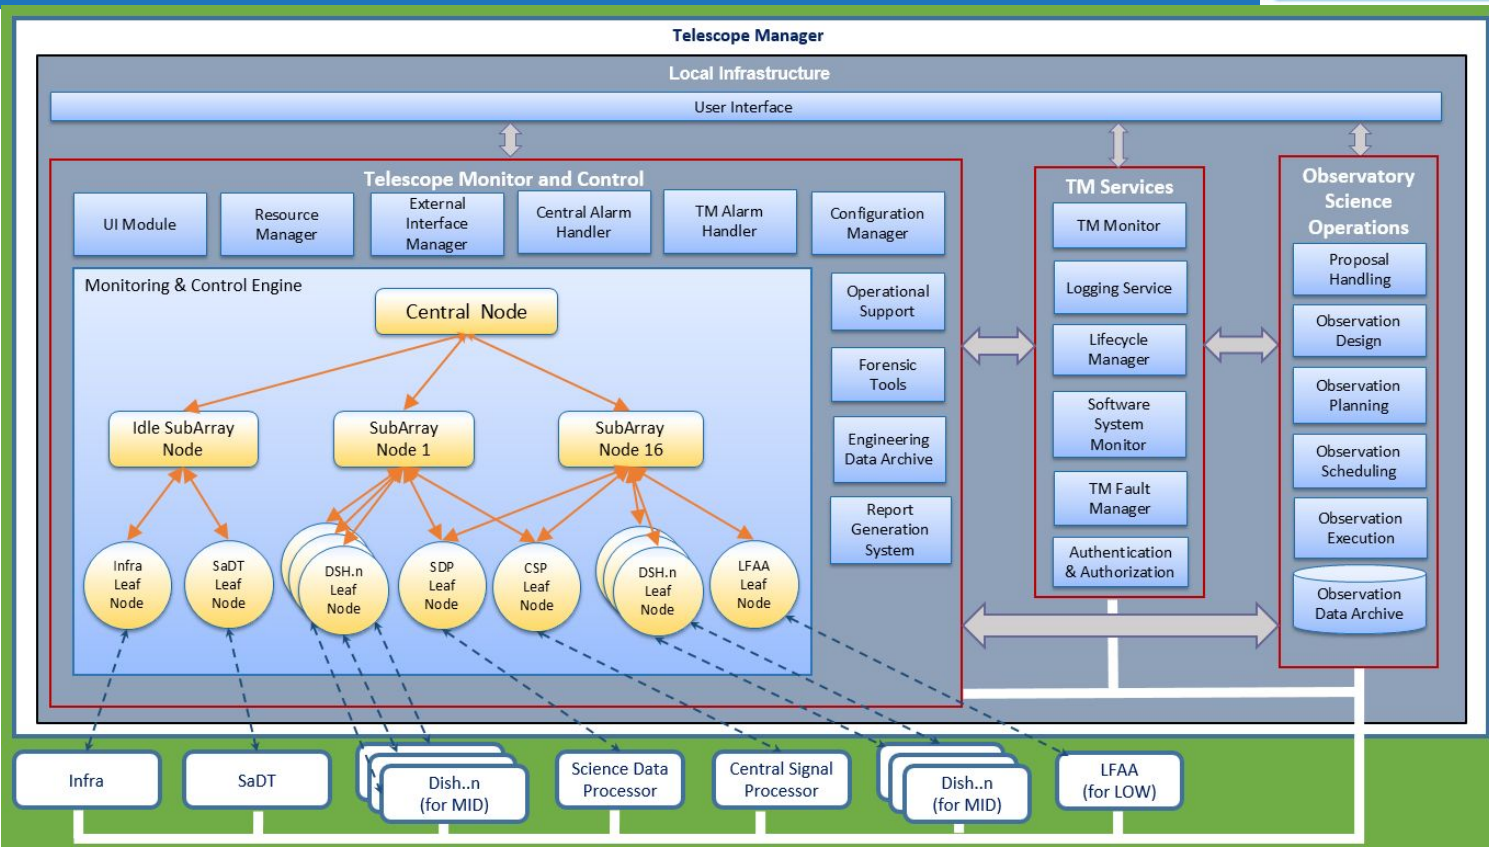 Telescope Manager
Local Infrastructure
User Interface
Telescope Monitor and Control
UI Module
Resource
Manager
External
Interface
Manager
Central Alarm
Handler
TM Alarm
Handler
Configuration
Manager
Monitoring & Control Engine
Central Node
Idle SubArray
Node
SubArray
Node 1
SubArray
Node 16
Infra
Leaf
Node
SaDT
Leaf
Node
DSH.n
Leaf
Node
SDP
Leaf
Node
CSP
Leaf
Node
DSH.n
Leaf
Node
LFAA
Leaf
Node
Operational
Support
Forensic
Tools
Engineering
Data Archive
Report
Generation
System
TM Services
TM Monitor
Logging Service
Lifecycle
Manager
Software
System
Monitor
TM Fault
Manager
Authentication
& Authorization
Observatory
Science
Operations
Proposal
Handling
Observation
Design
Observation
Planning
Observation
Scheduling
Observation
Execution
Observation
Data Archive
Infra
SaDT
Dish..n
(for MID)
Science Data
Processor
Central Signal
Processor
Dish..n
(for MID)
LFAA
(for LOW)